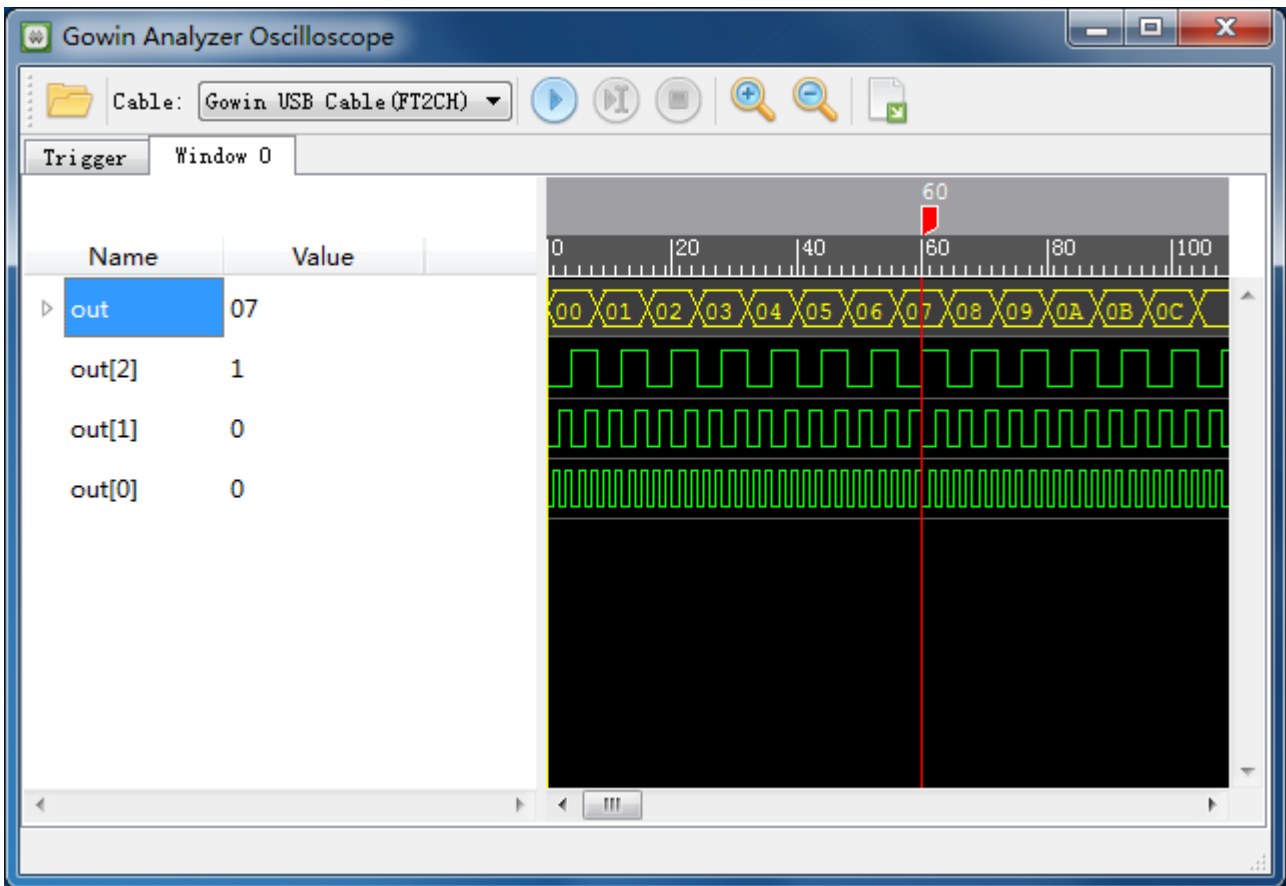 Gowin Analyzer Oscilloscope
Cable: Gowin USB Cable(FT2CH)
Trigger Window 0
60
Name Value 0 20 40 60 80 100
out 07 00 01 02 03 04 05 06 07 08 09 0A 0B 0C
out[2] 1
out[1] 0
out[0] 0